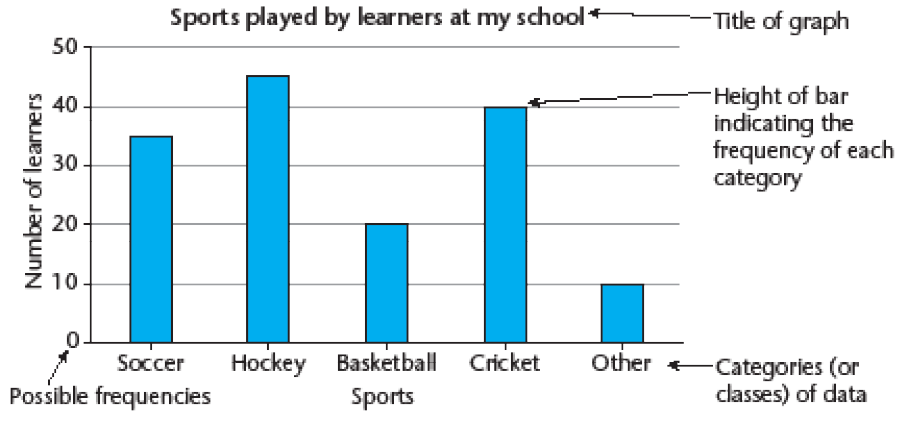 Sports played by learners at my school
Title of graph
50
40
30
20
10
0
Number of learners
Height of bar
indicating the
frequency of each
category
Soccer Hockey Basketball Cricket Other
Sports
Possible frequencies
Categories (or
classes) of data